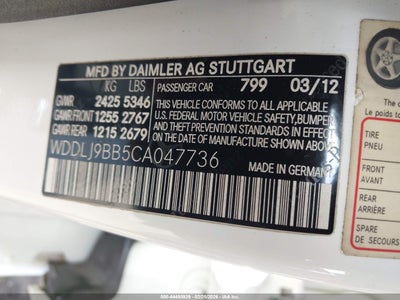 MFD BY DAIMLER AG STUTTGART
KG LBS
PASSENGER CAR 799 03/12
GVWR 2425 5346
GAWR FRONT 1255 2767
GAWR REAR 1215 2679
THIS VEHICLE CONFORMS TO ALL APPLICABLE
U.S. FEDERAL MOTOR VEHICLE SAFETY, BUMPER,
AND THEFT PREVENTION STANDARDS
IN EFFECT ON THE DATE
OF MANUFACTURE SHOWN ABOVE
WDDLJ9BB5CA047736
MADE IN GERMANY
Le poids to
TIRE
PNEU
FRONT
AVANT
REAR
ARRIÈRE
SPARE
DE SECOURS